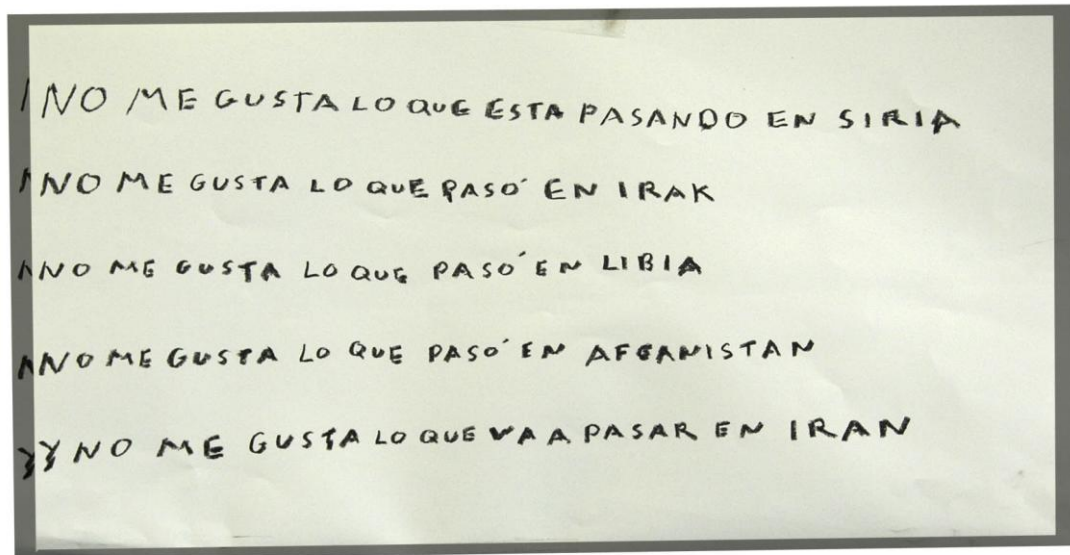 NO ME GUSTA LO QUE ESTA PASANDO EN SIRIA
NO ME GUSTA LO QUE PASÓ EN IRAK
NO ME GUSTA LO QUE PASÓ EN LIBIA
NO ME GUSTA LO QUE PASÓ EN AFGANISTAN
Y NO ME GUSTA LO QUE VA A PASAR EN IRAN